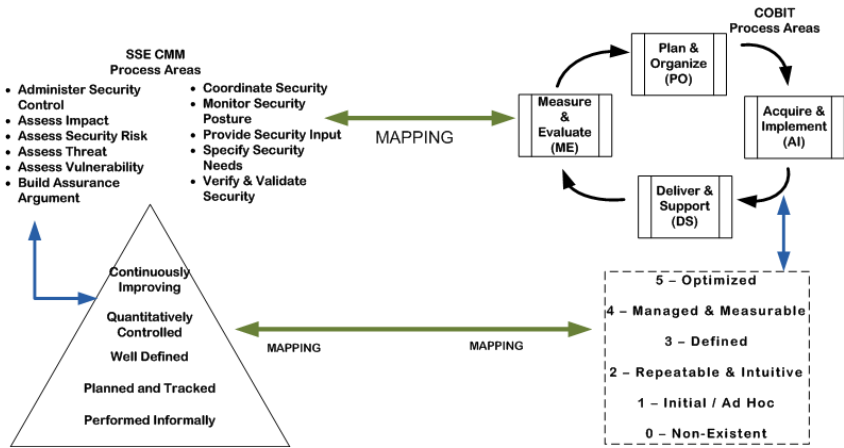 SSE CMM
Process Areas
• Administer Security
Control
• Assess Impact
• Assess Security Risk
• Assess Threat
• Assess Vulnerability
• Build Assurance
Argument
• Coordinate Security
• Monitor Security
Posture
• Provide Security Input
• Specify Security
Needs
• Verify & Validate
Security
MAPPING
COBIT
Process Areas
Plan &
Organize
(PO)
Measure
&
Evaluate
(ME)
Acquire &
Implement
(AI)
Deliver &
Support
(DS)
Continuously
Improving
Quantitatively
Controlled
Well Defined
Planned and Tracked
Performed Informally
MAPPING
MAPPING
5 – Optimized
4 – Managed & Measurable
3 – Defined
2 – Repeatable & Intuitive
1 – Initial / Ad Hoc
0 – Non-Existent